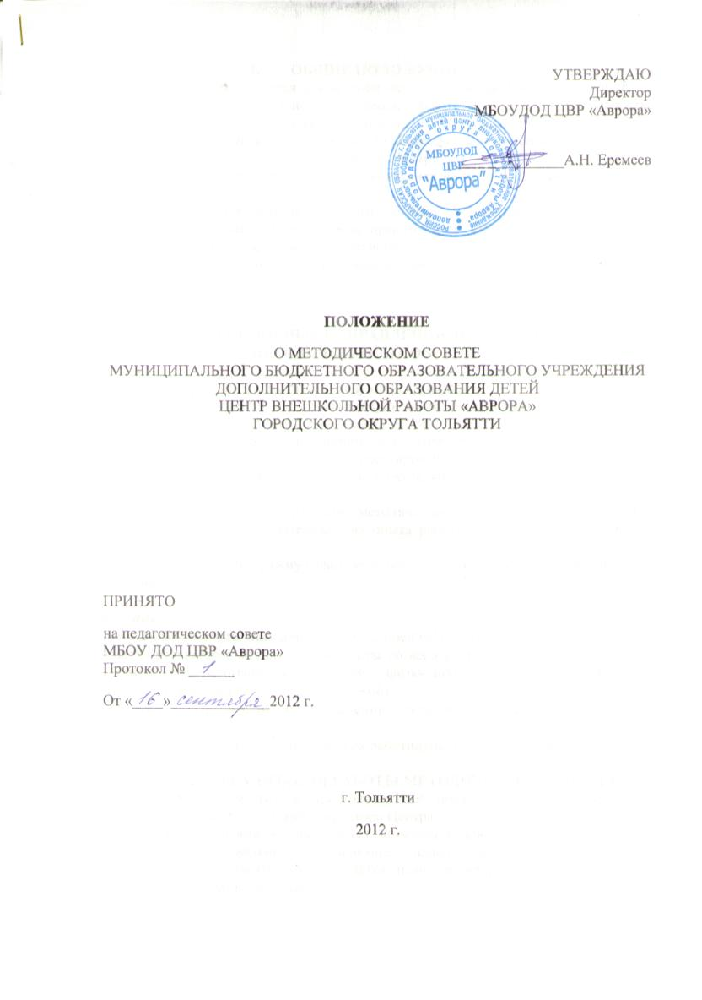 УТВЕРЖДАЮ
Директор
МБОУДОД ЦВР «Аврора»
______________А.Н. Еремеев
МБОУДОД
ЦВР
"Аврора"
ПОЛОЖЕНИЕ
О МЕТОДИЧЕСКОМ СОВЕТЕ
МУНИЦИПАЛЬНОГО БЮДЖЕТНОГО ОБРАЗОВАТЕЛЬНОГО УЧРЕЖДЕНИЯ
ДОПОЛНИТЕЛЬНОГО ОБРАЗОВАНИЯ ДЕТЕЙ
ЦЕНТР ВНЕШКОЛЬНОЙ РАБОТЫ «АВРОРА»
ГОРОДСКОГО ОКРУГА ТОЛЬЯТТИ
ПРИНЯТО
на педагогическом совете
МБОУ ДОД ЦВР «Аврора»
Протокол № 1
От «16» сентября 2012 г.
г. Тольятти
2012 г.